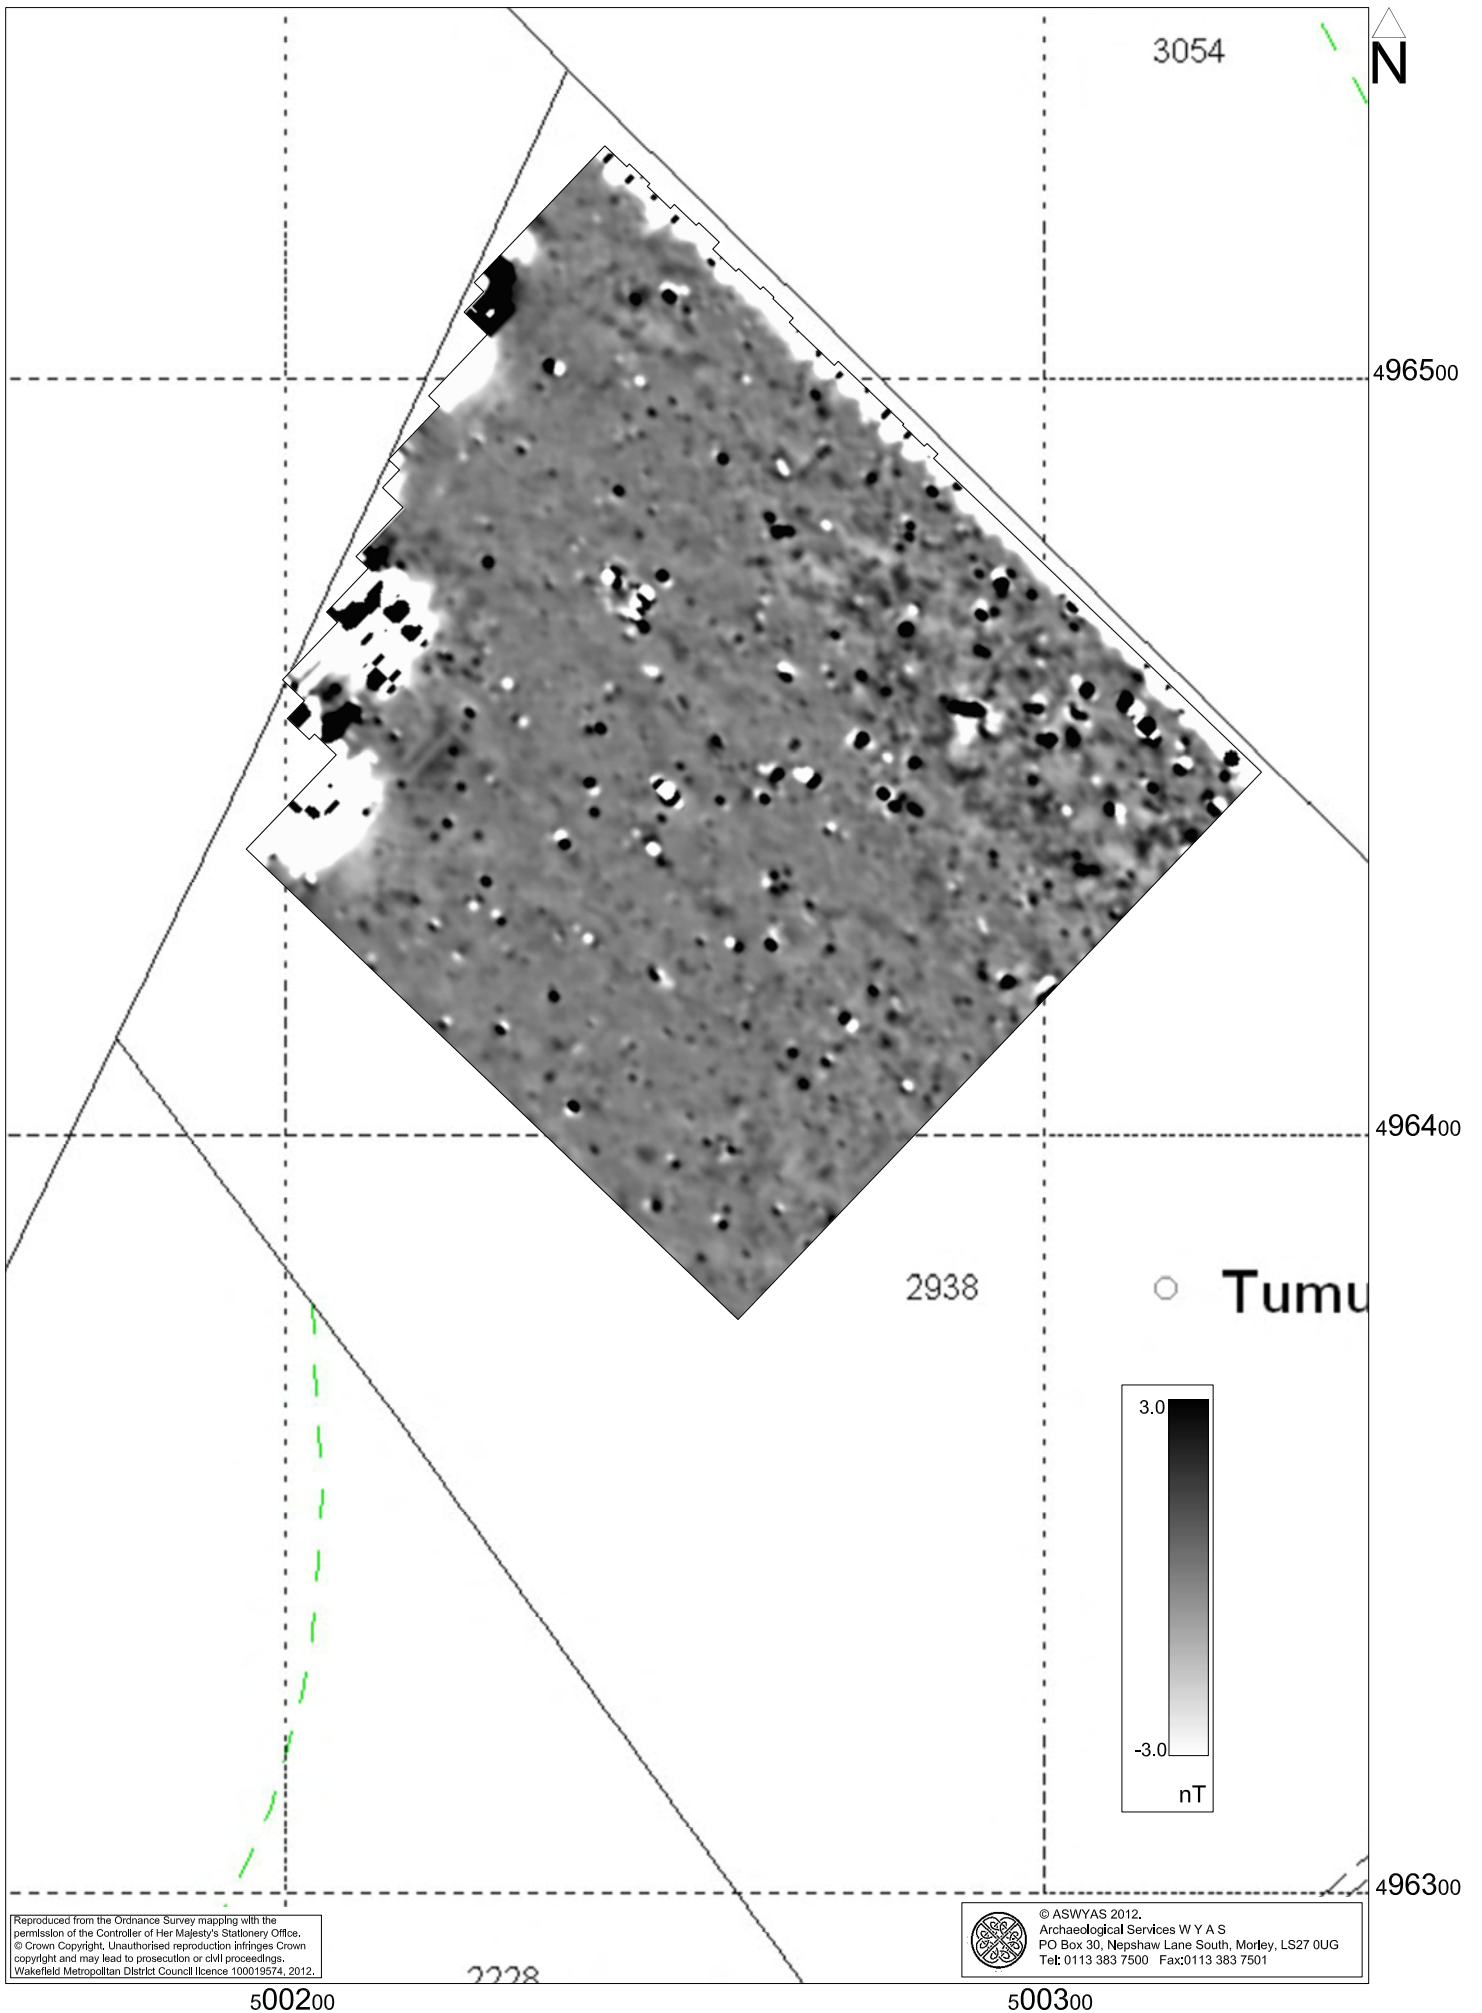 3054
N
496500
496400
2938
Tumu
3.0
-3.0
nT
496300
Reproduced from the Ordnance Survey mapping with the
permission of the Controller of Her Majesty's Stationery Office.
© Crown Copyright. Unauthorised reproduction infringes Crown
copyright and may lead to prosecution or civil proceedings.
Wakefield Metropolitan District Council licence 100019574, 2012.
© ASWYAS 2012.
Archaeological Services W Y A S
PO Box 30, Nepshaw Lane South, Morley, LS27 0UG
Tel: 0113 383 7500 Fax:0113 383 7501
2228
500200
500300